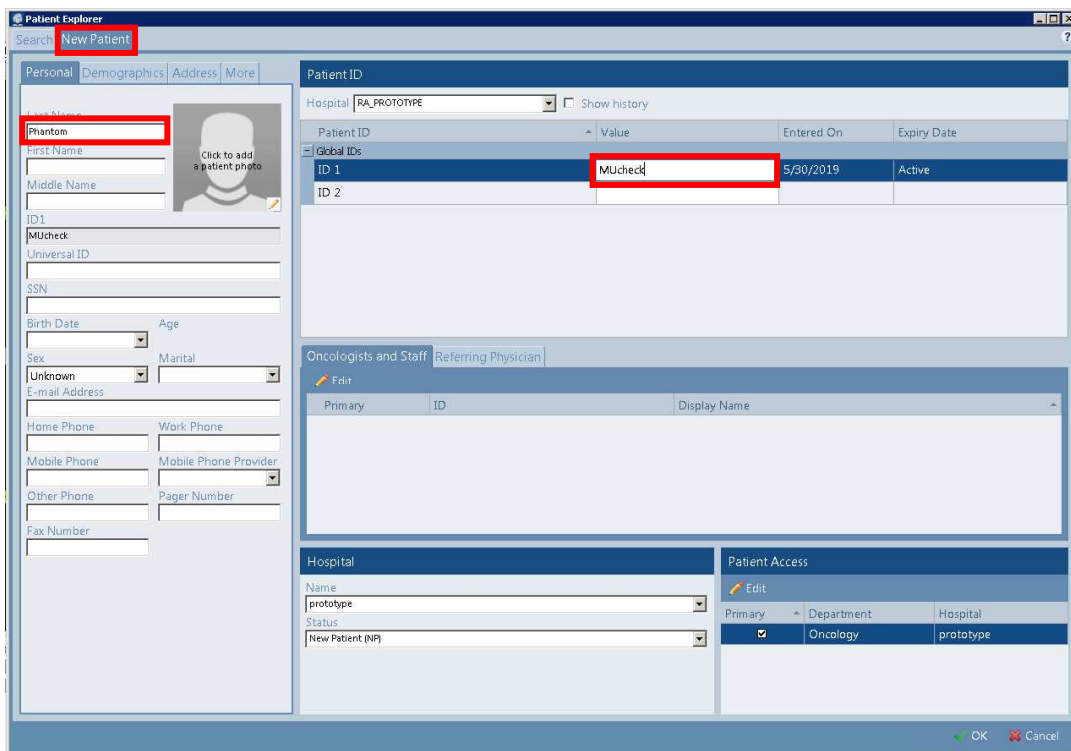 Patient Explorer
?
Search New Patient
Personal Demographics Address More
Last Name
Phantom
First Name
Middle Name
Click to add
a patient photo
ID1
MUcheck
Universal ID
SSN
Birth Date Age
Sex Marital
Unknown
E-mail Address
Home Phone Work Phone
Mobile Phone Mobile Phone Provider
Other Phone Pager Number
Fax Number
Patient ID
Hospital RA_PROTOTYPE Show history
Patient ID Value Entered On Expiry Date
Global IDs
ID 1 MUcheck 5/30/2019 Active
ID 2
Oncologists and Staff Referring Physician
Edit
Primary ID Display Name
Hospital
Name
prototype
Status
New Patient (NP)
Patient Access
Edit
Primary Department Hospital
Oncology prototype
OK Cancel